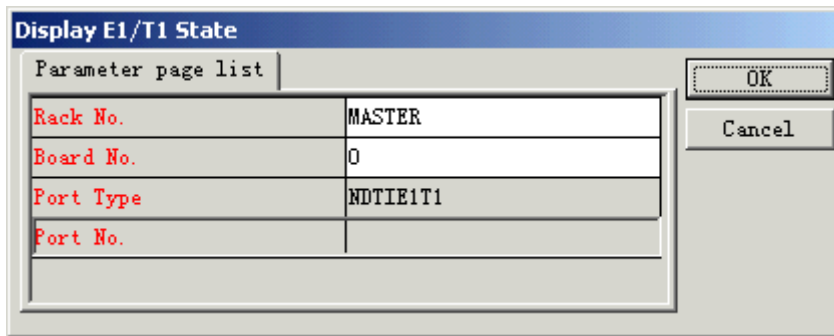 Display E1/T1 State
Parameter page list
OK
Cancel
Rack No. MASTER
Board No. 0
Port Type NDTIE1T1
Port No.